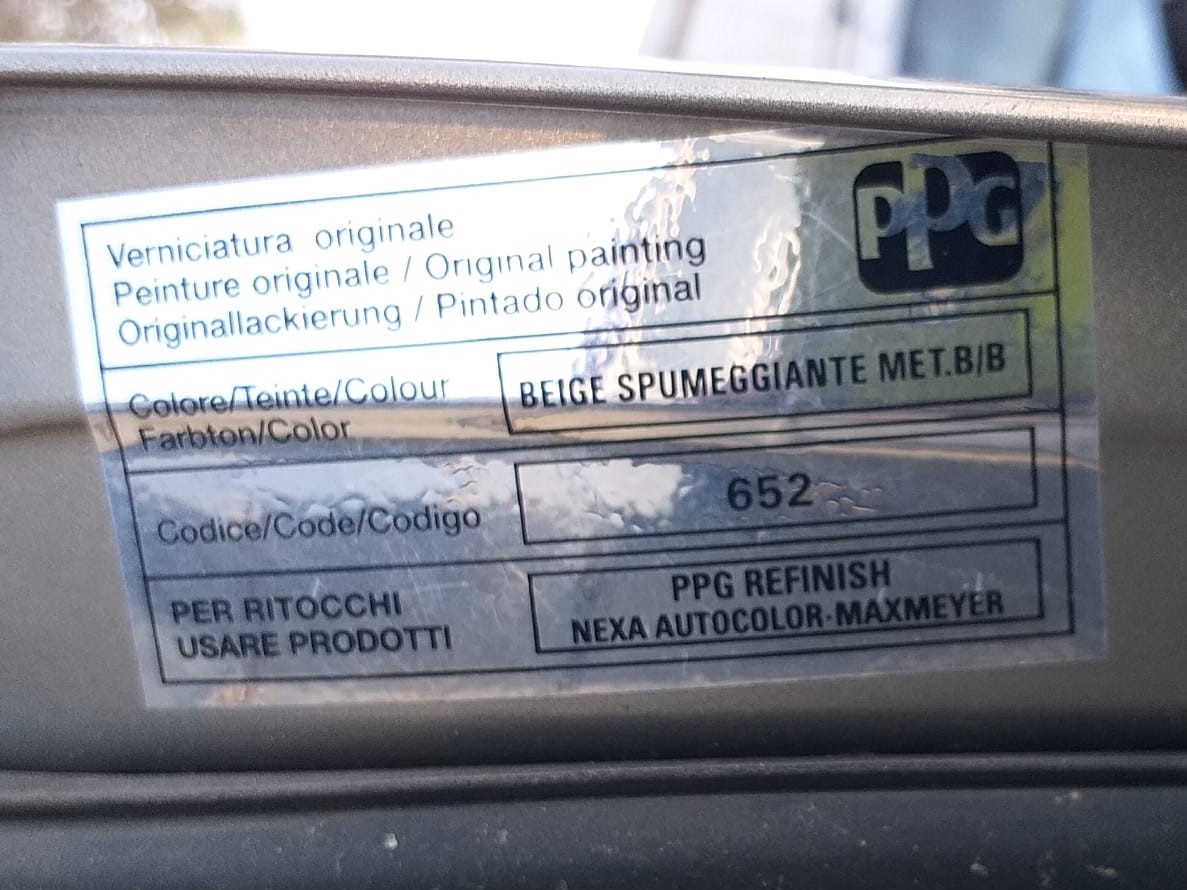 Verniciatura originale
Peinture originale / Original painting
Originallackierung / Pintado original
PPG
Colore/Teinte/Colour
Farbton/Color
BEIGE SPUMEGGIANTE MET.B/B
Codice/Code/Codigo
652
PER RITOCCHI
USARE PRODOTTI
PPG REFINISH
NEXA AUTOCOLOR-MAXMEYER